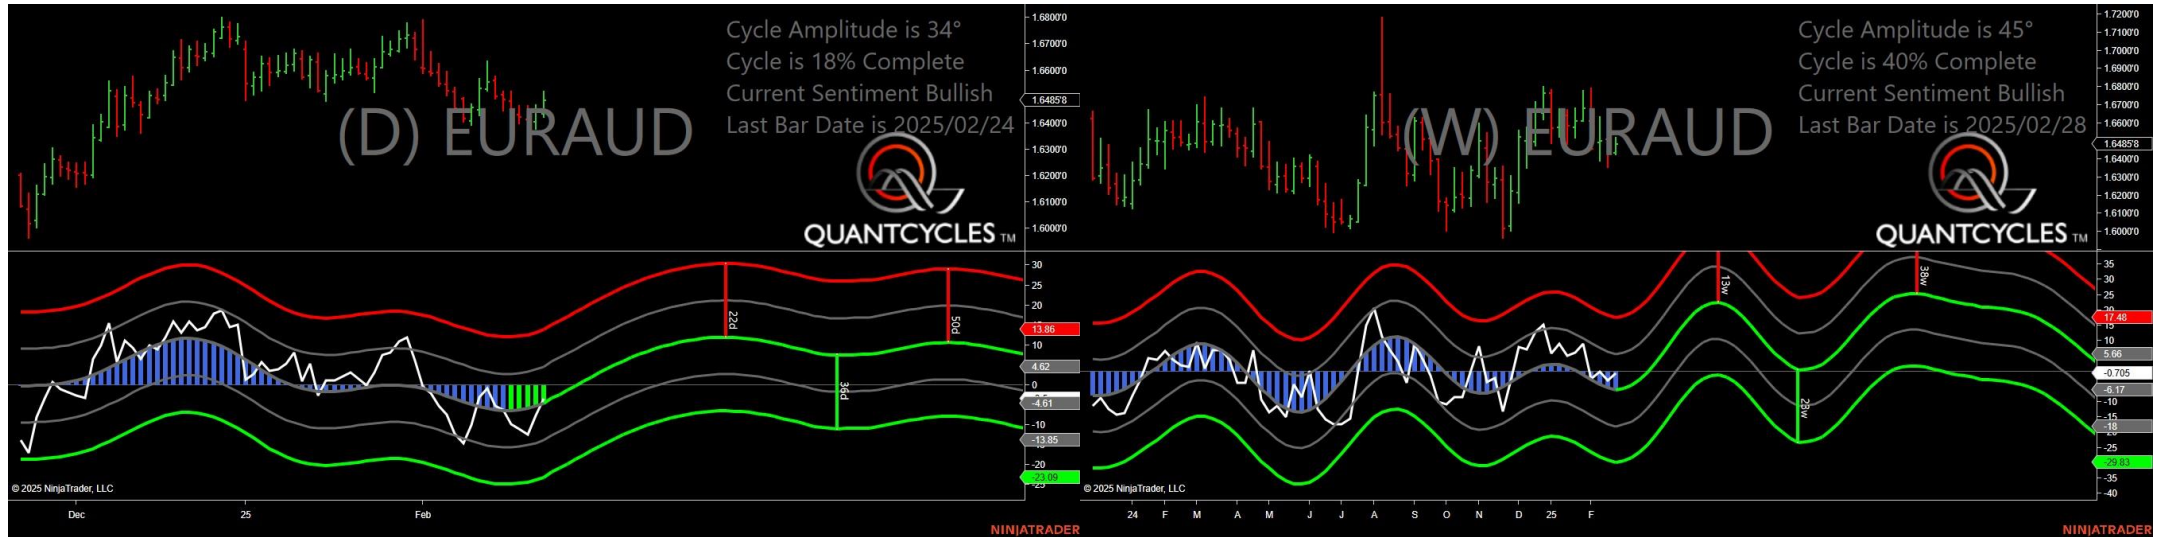 Cycle Amplitude is 34°
Cycle is 18% Complete
Current Sentiment Bullish
Last Bar Date is 2025/02/24
(D) EURAUD
QUANTCYCLES TM
1.6800'0
1.6700'0
1.6600'0
1.6485'8
1.6400'0
1.6300'0
1.6200'0
1.6100'0
1.6000'0
30
25
20
13.86
10
4.62
0
-4.61
-10
-13.85
-20
-23.09
-25
22d
36d
50d
© 2025 NinjaTrader, LLC
Dec
25
Feb
NINJATRADER
Cycle Amplitude is 45°
Cycle is 40% Complete
Current Sentiment Bullish
Last Bar Date is 2025/02/28
(W) EURAUD
QUANTCYCLES TM
1.7200'0
1.7100'0
1.7000'0
1.6900'0
1.6800'0
1.6700'0
1.6600'0
1.6485'8
1.6400'0
1.6300'0
1.6200'0
1.6100'0
1.6000'0
35
30
25
20
17.48
15
10
5.66
-0.705
-6.17
-10
-15
-18
-25
-29.83
-35
-40
13w
23w
38w
© 2025 NinjaTrader, LLC
24
F
M
A
M
J
J
A
S
O
N
D
25
F
NINJATRADER